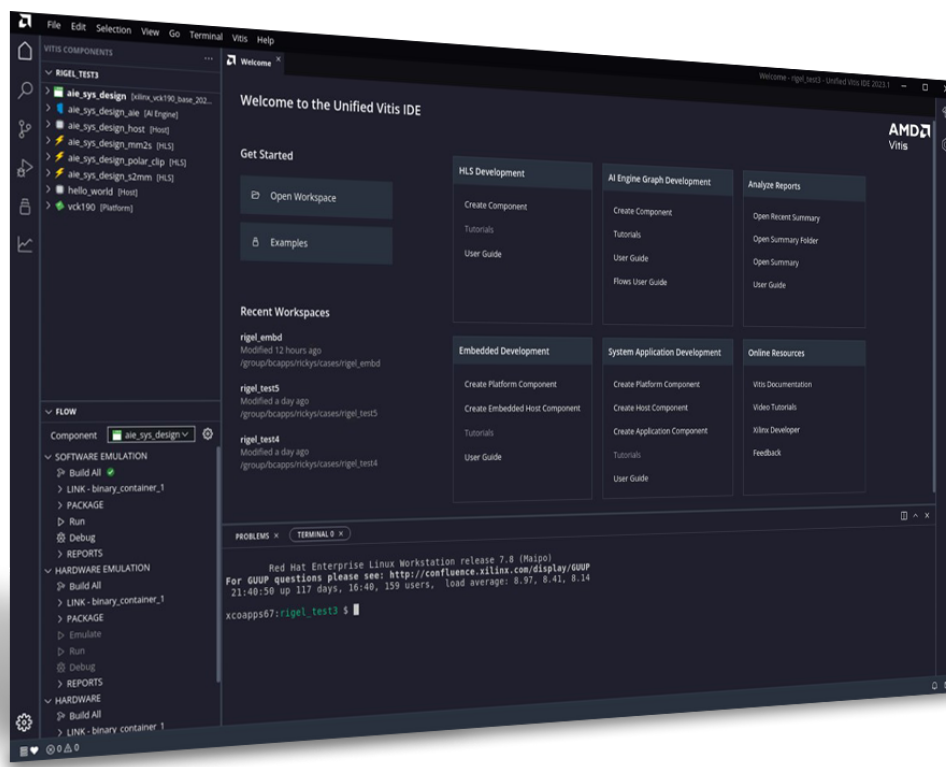 File Edit Selection View Go Terminal Vitis Help
Welcome - rigel_test3 - Unified Vitis IDE 2023.1
VITIS COMPONENTS
RIGEL_TEST3
aie_sys_design [xilinx_vck190_base_202...
aie_sys_design_aie [AI Engine]
aie_sys_design_host [Host]
aie_sys_design_mm2s [HLS]
aie_sys_design_polar_clip [HLS]
aie_sys_design_s2mm [HLS]
hello_world [Host]
vck190 [Platform]
FLOW
Component aie_sys_design
SOFTWARE EMULATION
Build All
LINK - binary_container_1
PACKAGE
Run
Debug
REPORTS
HARDWARE EMULATION
Build All
LINK - binary_container_1
PACKAGE
Emulate
Run
Debug
REPORTS
HARDWARE
Build All
LINK - binary_container_1
0 0
Welcome
Welcome to the Unified Vitis IDE
AMD
Vitis
Get Started
Open Workspace
Examples
Recent Workspaces
rigel_embd
Modified 12 hours ago
/group/bcapps/rickys/cases/rigel_embd
rigel_test5
Modified a day ago
/group/bcapps/rickys/cases/rigel_test5
rigel_test4
Modified a day ago
/group/bcapps/rickys/cases/rigel_test4
HLS Development
Create Component
Tutorials
User Guide
AI Engine Graph Development
Create Component
Tutorials
User Guide
Flows User Guide
Analyze Reports
Open Recent Summary
Open Summary Folder
Open Summary
User Guide
Embedded Development
Create Platform Component
Create Embedded Host Component
Tutorials
User Guide
System Application Development
Create Platform Component
Create Host Component
Create Application Component
Tutorials
User Guide
Online Resources
Vitis Documentation
Video Tutorials
Xilinx Developer
Feedback
PROBLEMS TERMINAL 0
Red Hat Enterprise Linux Workstation release 7.8 (Maipo)
For GUUP questions please see: http://confluence.xilinx.com/display/GUUP
21:40:50 up 117 days, 16:40, 159 users, load average: 8.97, 8.41, 8.14
xcoapps67:rigel_test3 $